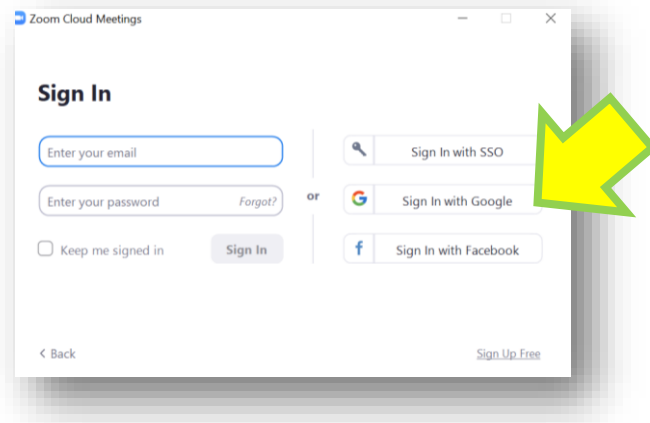 Zoom Cloud Meetings
Sign In
Enter your email
Enter your password Forgot?
Keep me signed in Sign In
or
Sign In with SSO
Sign In with Google
Sign In with Facebook
< Back
Sign Up Free